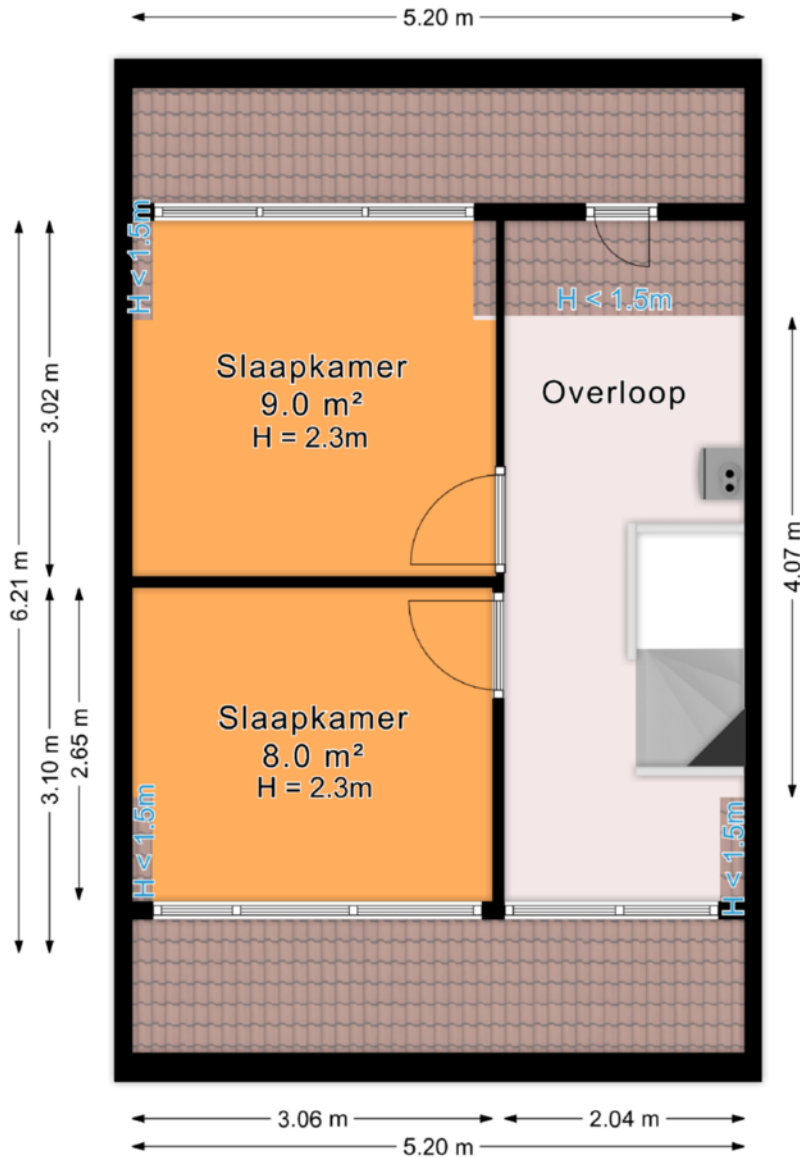 5.20 m
H < 1.5m
H < 1.5m
Slaapkamer
9.0 m²
H = 2.3m
Overloop
3.02 m
6.21 m
4.07 m
3.10 m
2.65 m
Slaapkamer
8.0 m²
H = 2.3m
H < 1.5m
H < 1.5m
3.06 m
2.04 m
5.20 m